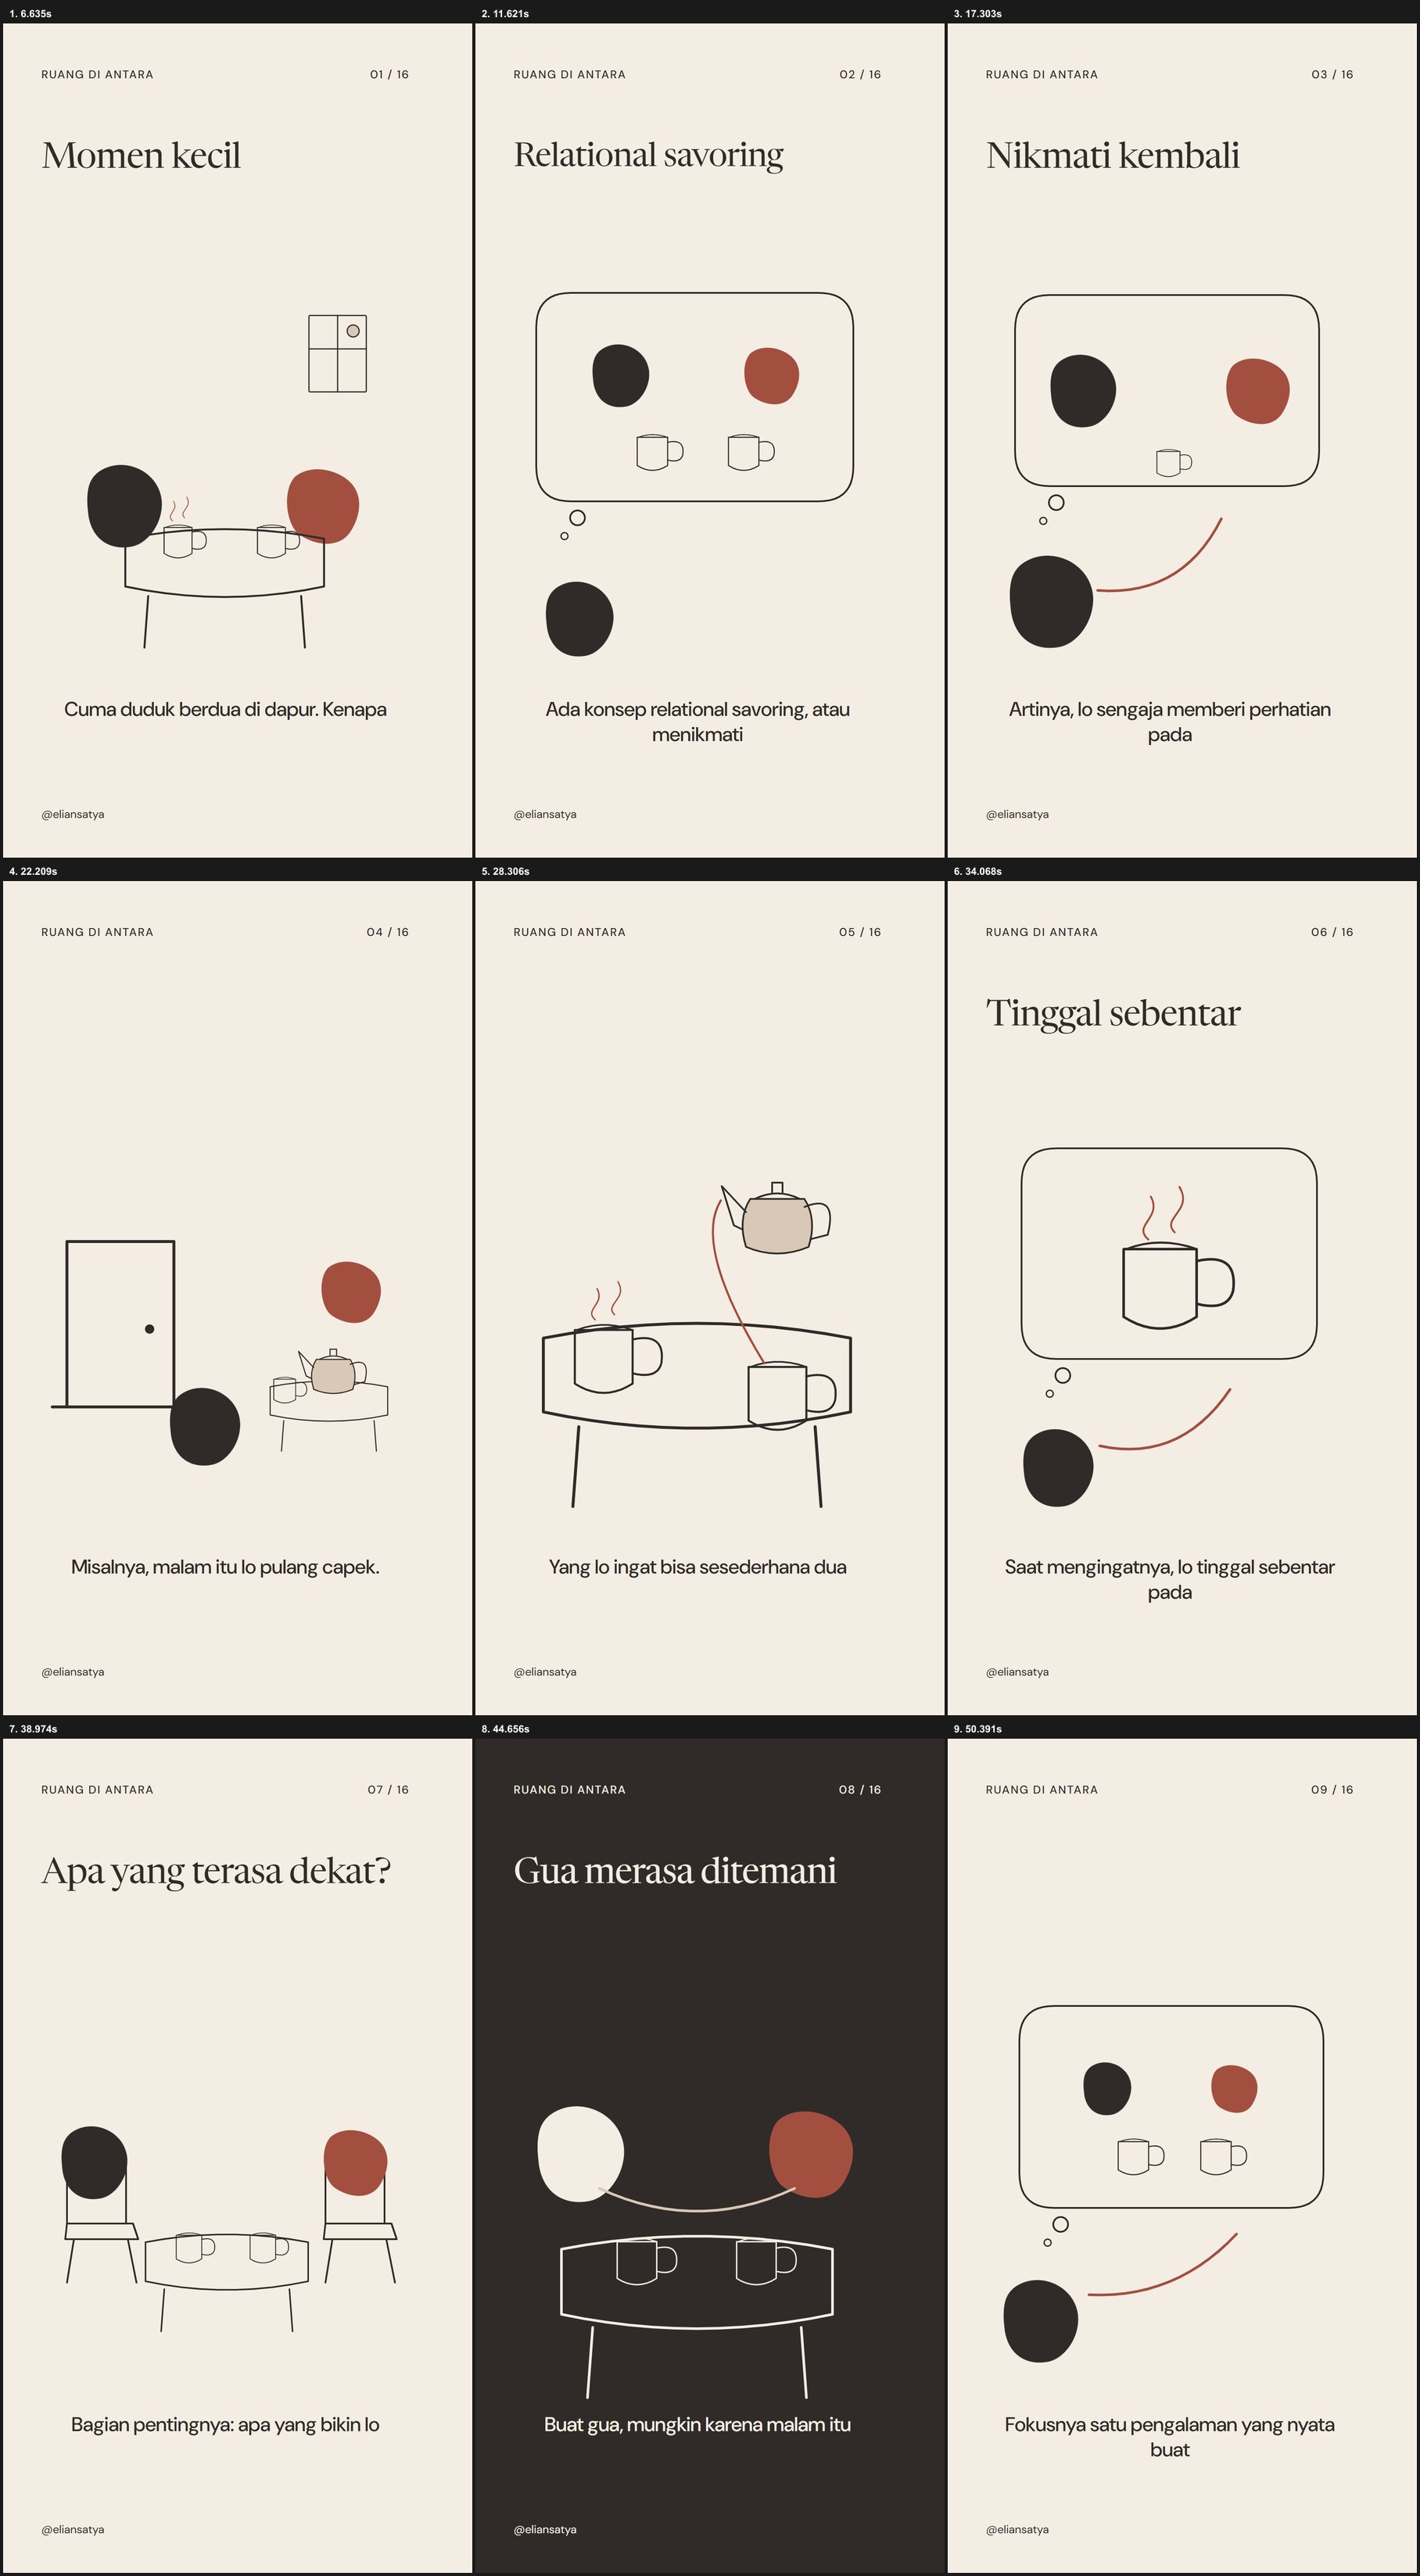 1. 6.635s
RUANG DI ANTARA
01 / 16
Momen kecil
Cuma duduk berdua di dapur. Kenapa
@eliansatya
2. 11.621s
RUANG DI ANTARA
02 / 16
Relational savoring
Ada konsep relational savoring, atau
menikmati
@eliansatya
3. 17.303s
RUANG DI ANTARA
03 / 16
Nikmati kembali
Artinya, lo sengaja memberi perhatian
pada
@eliansatya
4. 22.209s
RUANG DI ANTARA
04 / 16
Misalnya, malam itu lo pulang capek.
@eliansatya
5. 28.306s
RUANG DI ANTARA
05 / 16
Yang lo ingat bisa sesederhana dua
@eliansatya
6. 34.068s
RUANG DI ANTARA
06 / 16
Tinggal sebentar
Saat mengingatnya, lo tinggal sebentar
pada
@eliansatya
7. 38.974s
RUANG DI ANTARA
07 / 16
Apa yang terasa dekat?
Bagian pentingnya: apa yang bikin lo
@eliansatya
8. 44.656s
RUANG DI ANTARA
08 / 16
Gua merasa ditemani
Buat gua, mungkin karena malam itu
@eliansatya
9. 50.391s
RUANG DI ANTARA
09 / 16
Fokusnya satu pengalaman yang nyata
buat
@eliansatya